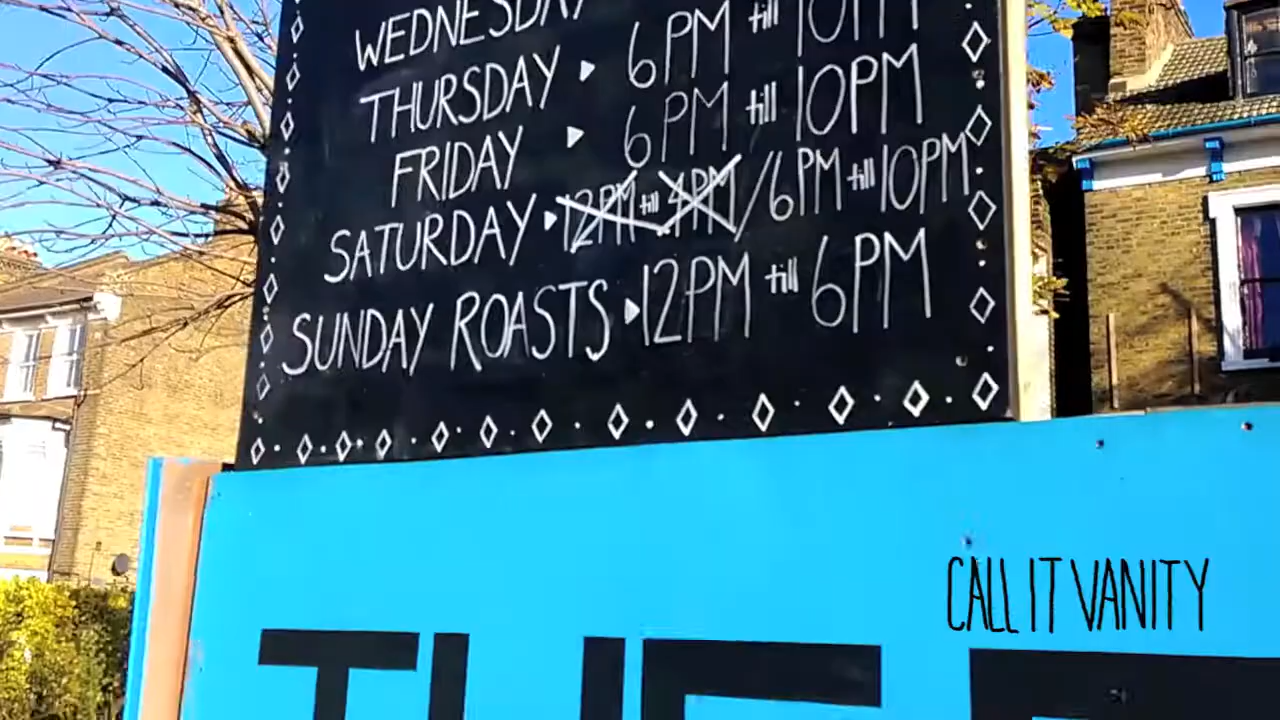 WEDNESDAY
THURSDAY ▸ 6PM till 10PM
FRIDAY ▸ 6PM till 10PM
SATURDAY ▸ 12PM till 4PM / 6PM till 10PM
SUNDAY ROASTS ▸ 12PM till 6PM
CALL IT VANITY